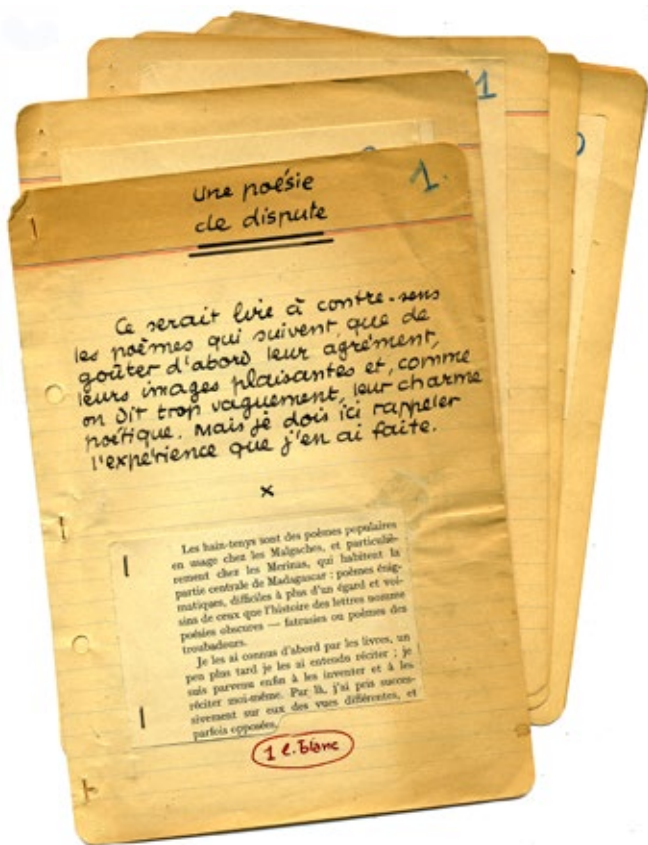 11
1.
Une poésie
de dispute
Ce serait lire à contre-sens
les poèmes qui suivent, que de
goûter d'abord leur agrément,
leurs images plaisantes et, comme
on dit trop vaguement, leur charme
poétique. Mais je dois ici rappeler
l'expérience que j'en ai faite.
×
Les hain-tenys sont des poèmes populaires
en usage chez les Malgaches, et particuliè-
rement chez les Merinas, qui habitent la
partie centrale de Madagascar : poèmes énig-
matiques, difficiles à plus d'un égard et voi-
sins de ceux que l'histoire des lettres nomme
poésies obscures — fatrasies ou poèmes des
troubadours.
Je les ai connus d'abord par les livres, un
peu plus tard je les ai entendu réciter ; je
suis parvenu enfin à les inventer et à les
réciter moi-même. Par là, j'ai pris succes-
sivement sur eux des vues différentes, et
parfois opposées.
1 l. blanc